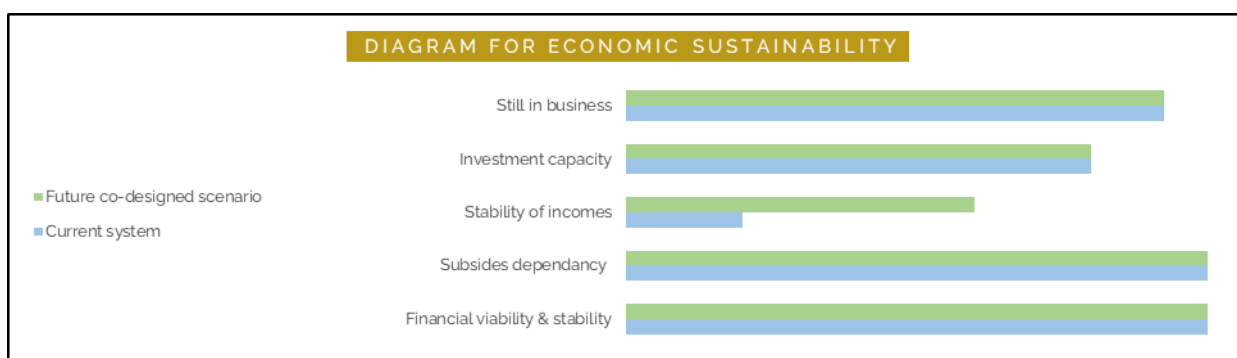 DIAGRAM FOR ECONOMIC SUSTAINABILITY
Still in business
Investment capacity
Future co-designed scenario
Stability of incomes
Current system
Subsides dependancy
Financial viability & stability